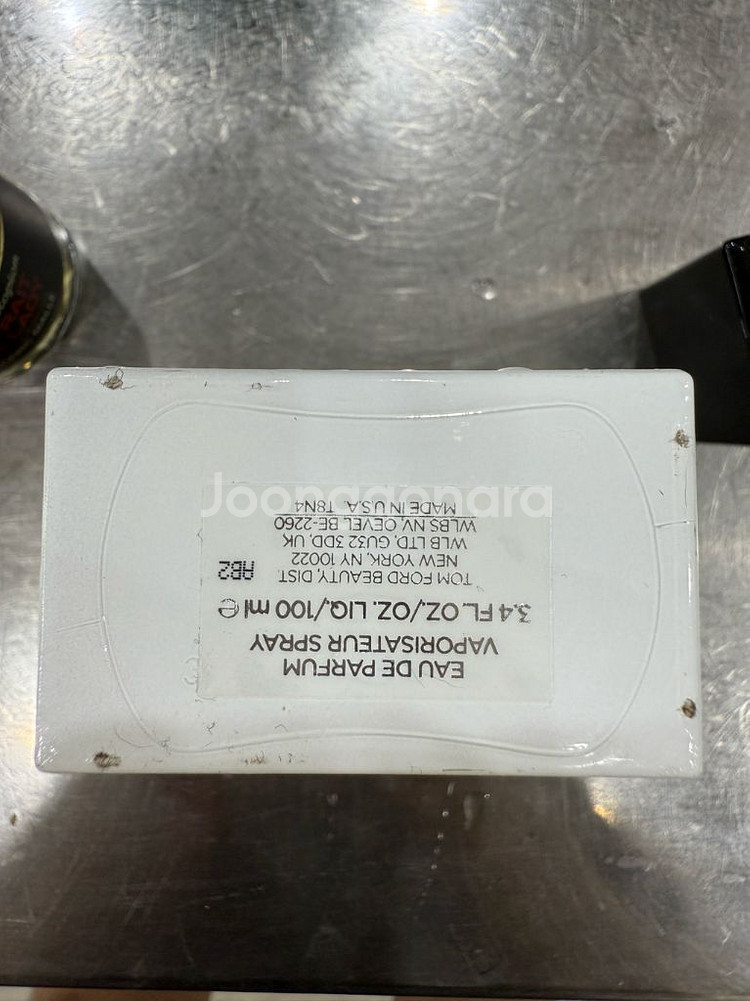 EAU DE PARFUM
VAPORISATEUR SPRAY
3.4 FL.OZ/OZ. LIQ/100 ml ℮
TOM FORD BEAUTY, DIST.
NEW YORK, NY 10022
WLB LTD, GU32 3DD, UK
WLBS NV, OEVEL BE-2260
MADE IN U.S.A. T8N4
AB2
Joonggonara